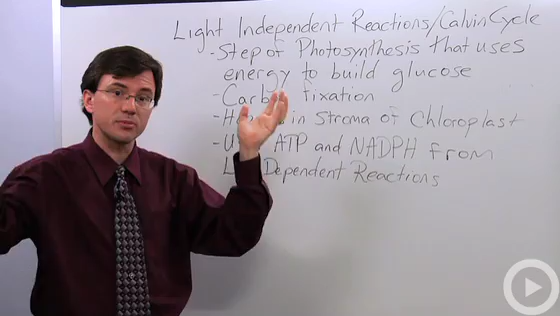 Light Independent Reactions/Calvin Cycle
- Step of Photosynthesis that uses
energy to build glucose
- Carbon fixation
- in Stroma of Chloroplast
- ATP and NADPH from
Dependent Reactions